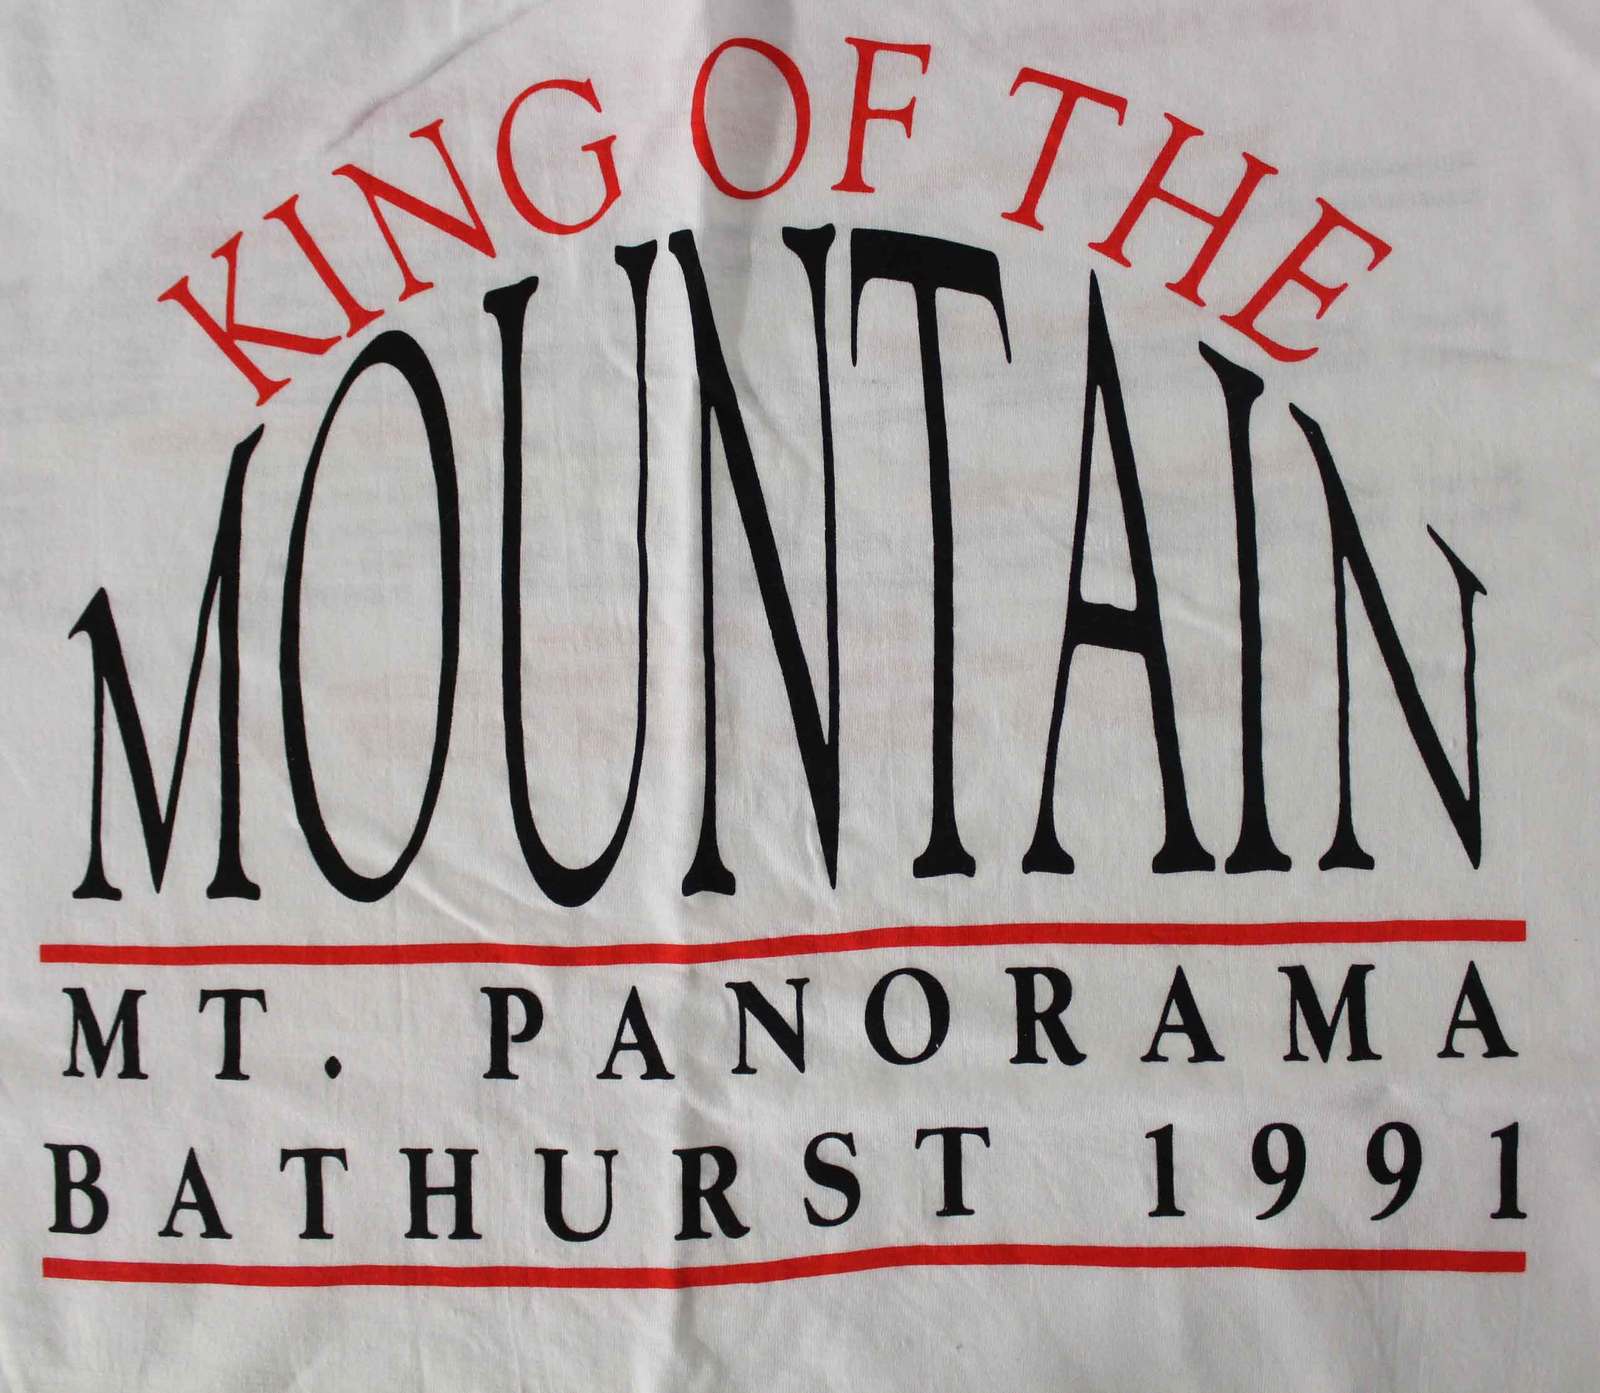 KING OF THE
MOUNTAIN
MT. PANORAMA
BATHURST 1991